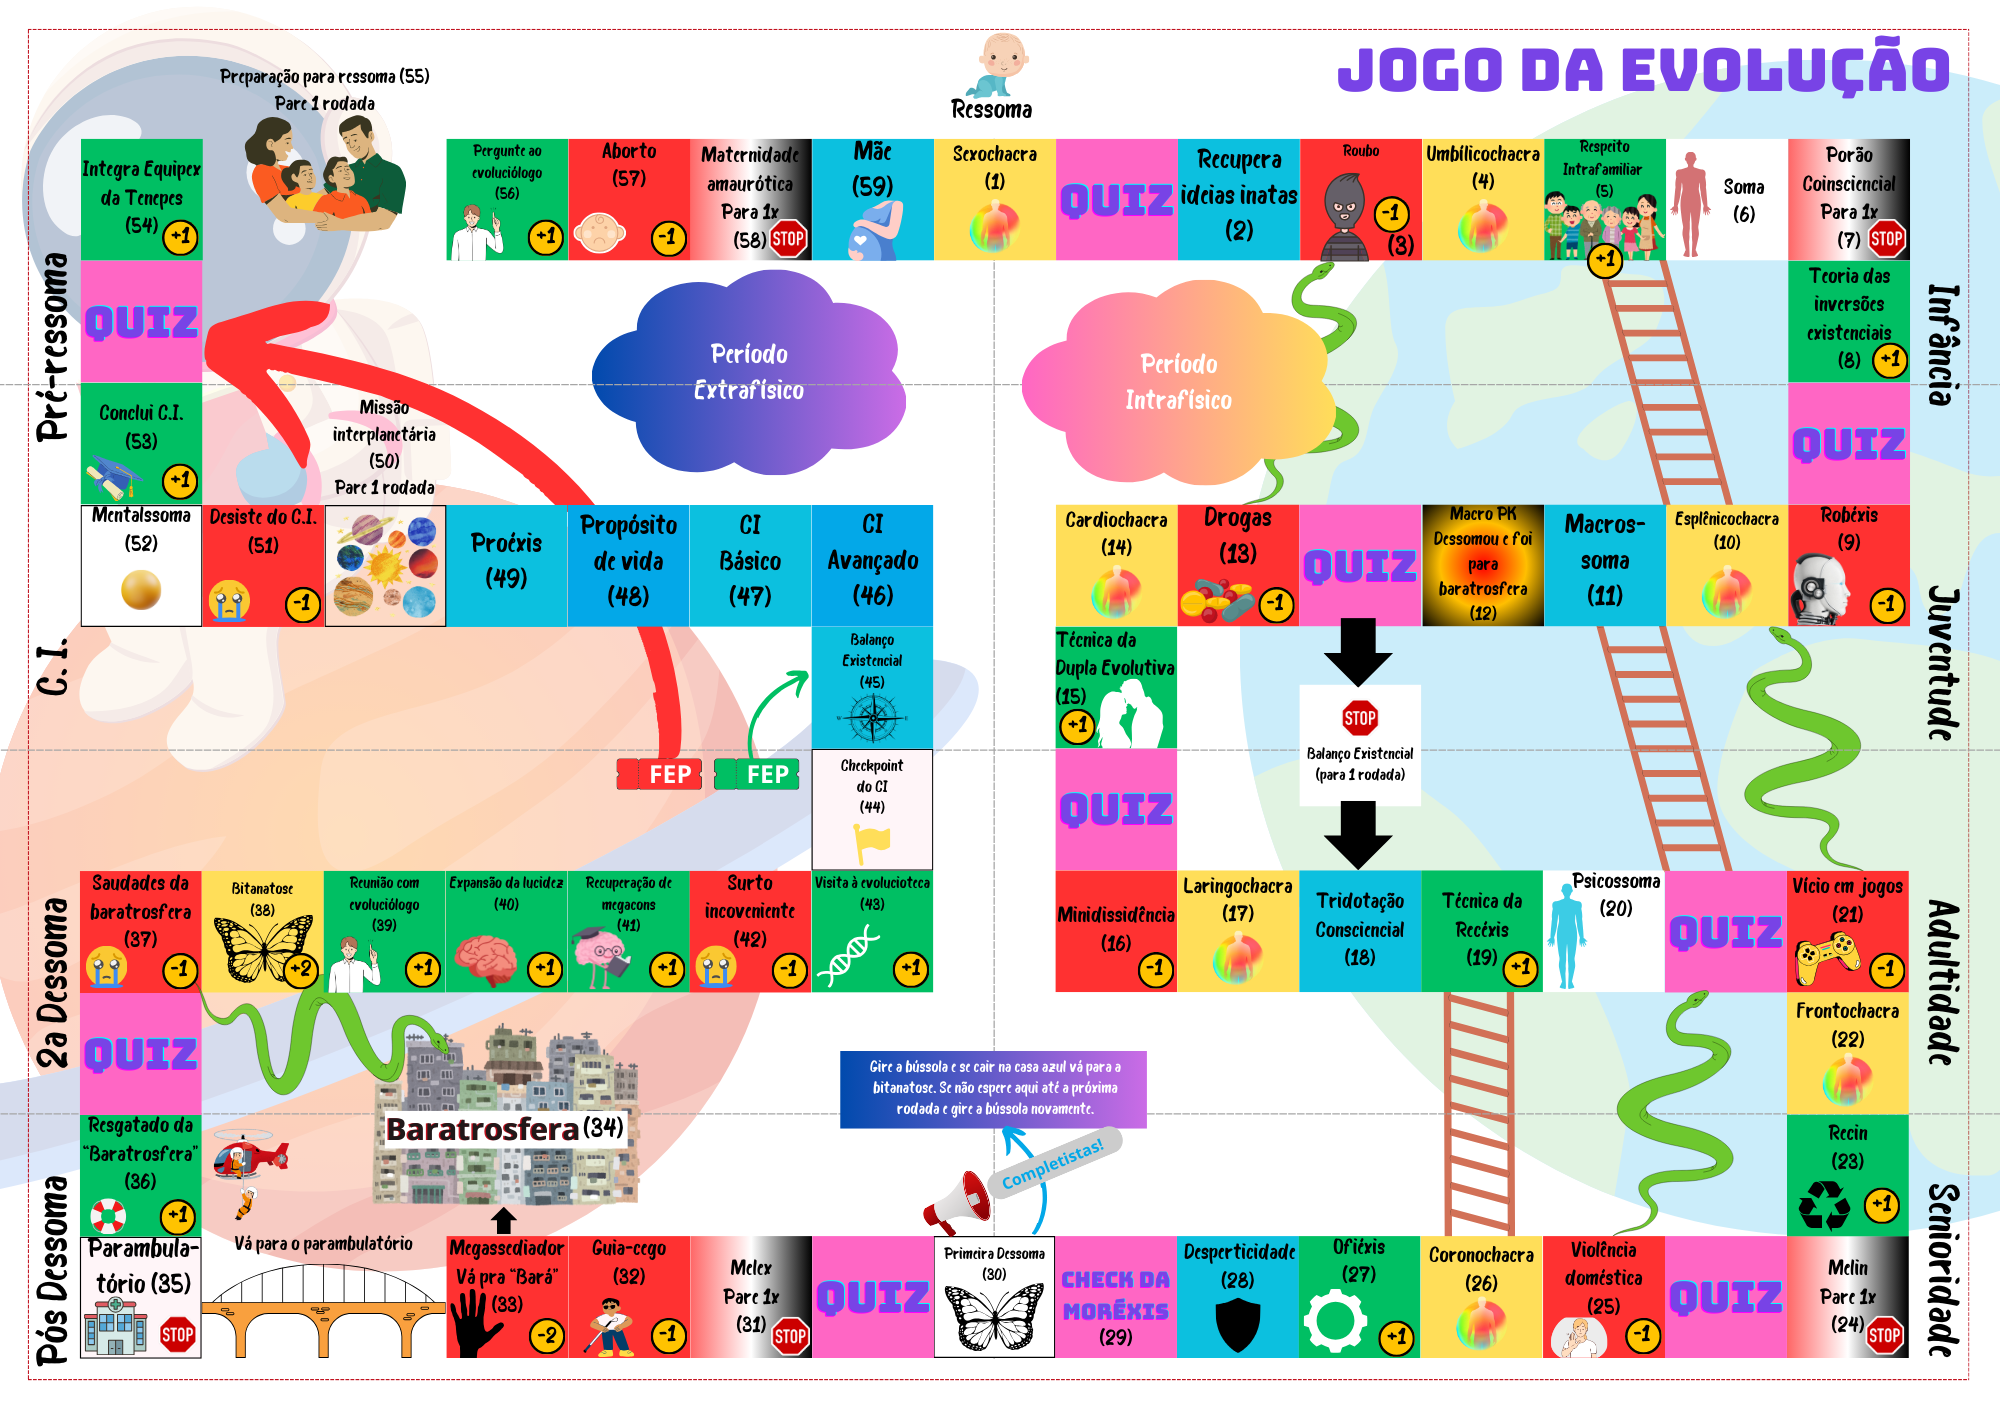 JOGO DA EVOLUÇÃO
Ressoma
Preparação para ressoma (55)
Pare 1 rodada
Integra Equipex
da Tenepes
(54)
+1
Pergunte ao
evoluciólogo
(56)
+1
Aborto
(57)
-1
Maternidade
amaurótica
Para 1x
(58)
STOP
Mãe
(59)
Sexochacra
(1)
QUIZ
Recupera
ideias inatas
(2)
Roubo
-1
(3)
Umbílicochacra
(4)
Respeito
Intrafamiliar
(5)
+1
Soma
(6)
Porão
Coinsciencial
Para 1x
(7)
STOP
Pré-ressoma
QUIZ
Período
Extrafísico
Período
Intrafísico
Teoria das
inversões
existenciais
(8)
+1
Infância
Conclui C.I.
(53)
+1
Missão
interplanetária
(50)
Pare 1 rodada
QUIZ
Mentalssoma
(52)
Desiste do C.I.
(51)
-1
Proéxis
(49)
Propósito
de vida
(48)
CI
Básico
(47)
CI
Avançado
(46)
Cardiochacra
(14)
Drogas
(13)
-1
QUIZ
Macro PK
Dessomou e foi
para
baratrosfera
(12)
Macros-
soma
(11)
Esplênicochacra
(10)
Robéxis
(9)
-1
C. I.
Balanço
Existencial
(45)
Técnica da
Dupla Evolutiva
(15)
+1
STOP
Balanço Existencial
(para 1 rodada)
Juventude
FEP
FEP
Checkpoint
do CI
(44)
QUIZ
Saudades da
baratrosfera
(37)
-1
Bitanatose
(38)
+2
Reunião com
evoluciólogo
(39)
+1
Expansão da lucidez
(40)
+1
Recuperação de
megacons
(41)
+1
Surto
incoveniente
(42)
-1
Visita à evolucioteca
(43)
+1
Minidissidência
(16)
-1
Laringochacra
(17)
Tridotação
Consciencial
(18)
Técnica da
Recéxis
(19)
+1
Psicossoma
(20)
QUIZ
Vício em jogos
(21)
-1
2a Dessoma
Adultidade
QUIZ
Frontochacra
(22)
Gire a bússola e se cair na casa azul vá para a
bitanatose. Se não espere aqui até a próxima
rodada e gire a bússola novamente.
Baratrosfera (34)
Completistas!
Resgatado da
"Baratrosfera"
(36)
+1
Recin
(23)
+1
Pós Dessoma
Parambula-
tório (35)
STOP
Vá para o parambulatório
Megassediador
Vá pra "Bará"
(33)
-2
Guia-cego
(32)
-1
Melex
Pare 1x
(31)
STOP
QUIZ
Primeira Dessoma
(30)
CHECK DA
MORÉXIS
(29)
Desperticidade
(28)
Ofiéxis
(27)
+1
Coronochacra
(26)
Violência
doméstica
(25)
-1
QUIZ
Melin
Pare 1x
(24)
STOP
Senioridade